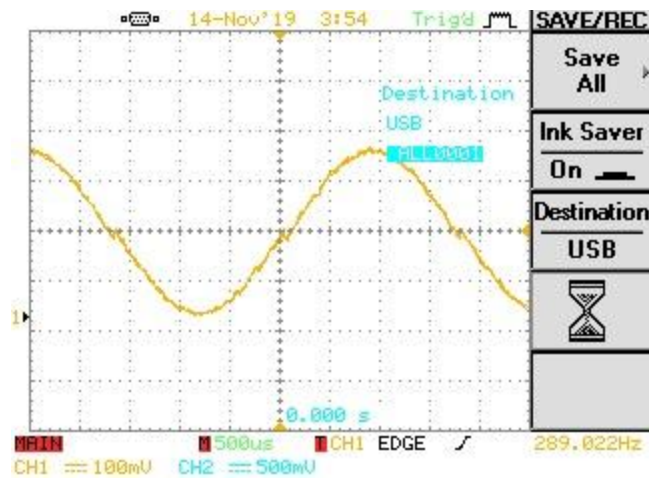 14-Nov'19 3:54 Trig'd
SAVE/REC
Save
All
Destination
USB
ALL0001
Ink Saver
On
Destination
USB
1
0.000 s
MAIN M 500us T CH1 EDGE 289.022Hz
CH1 100mV CH2 500mV